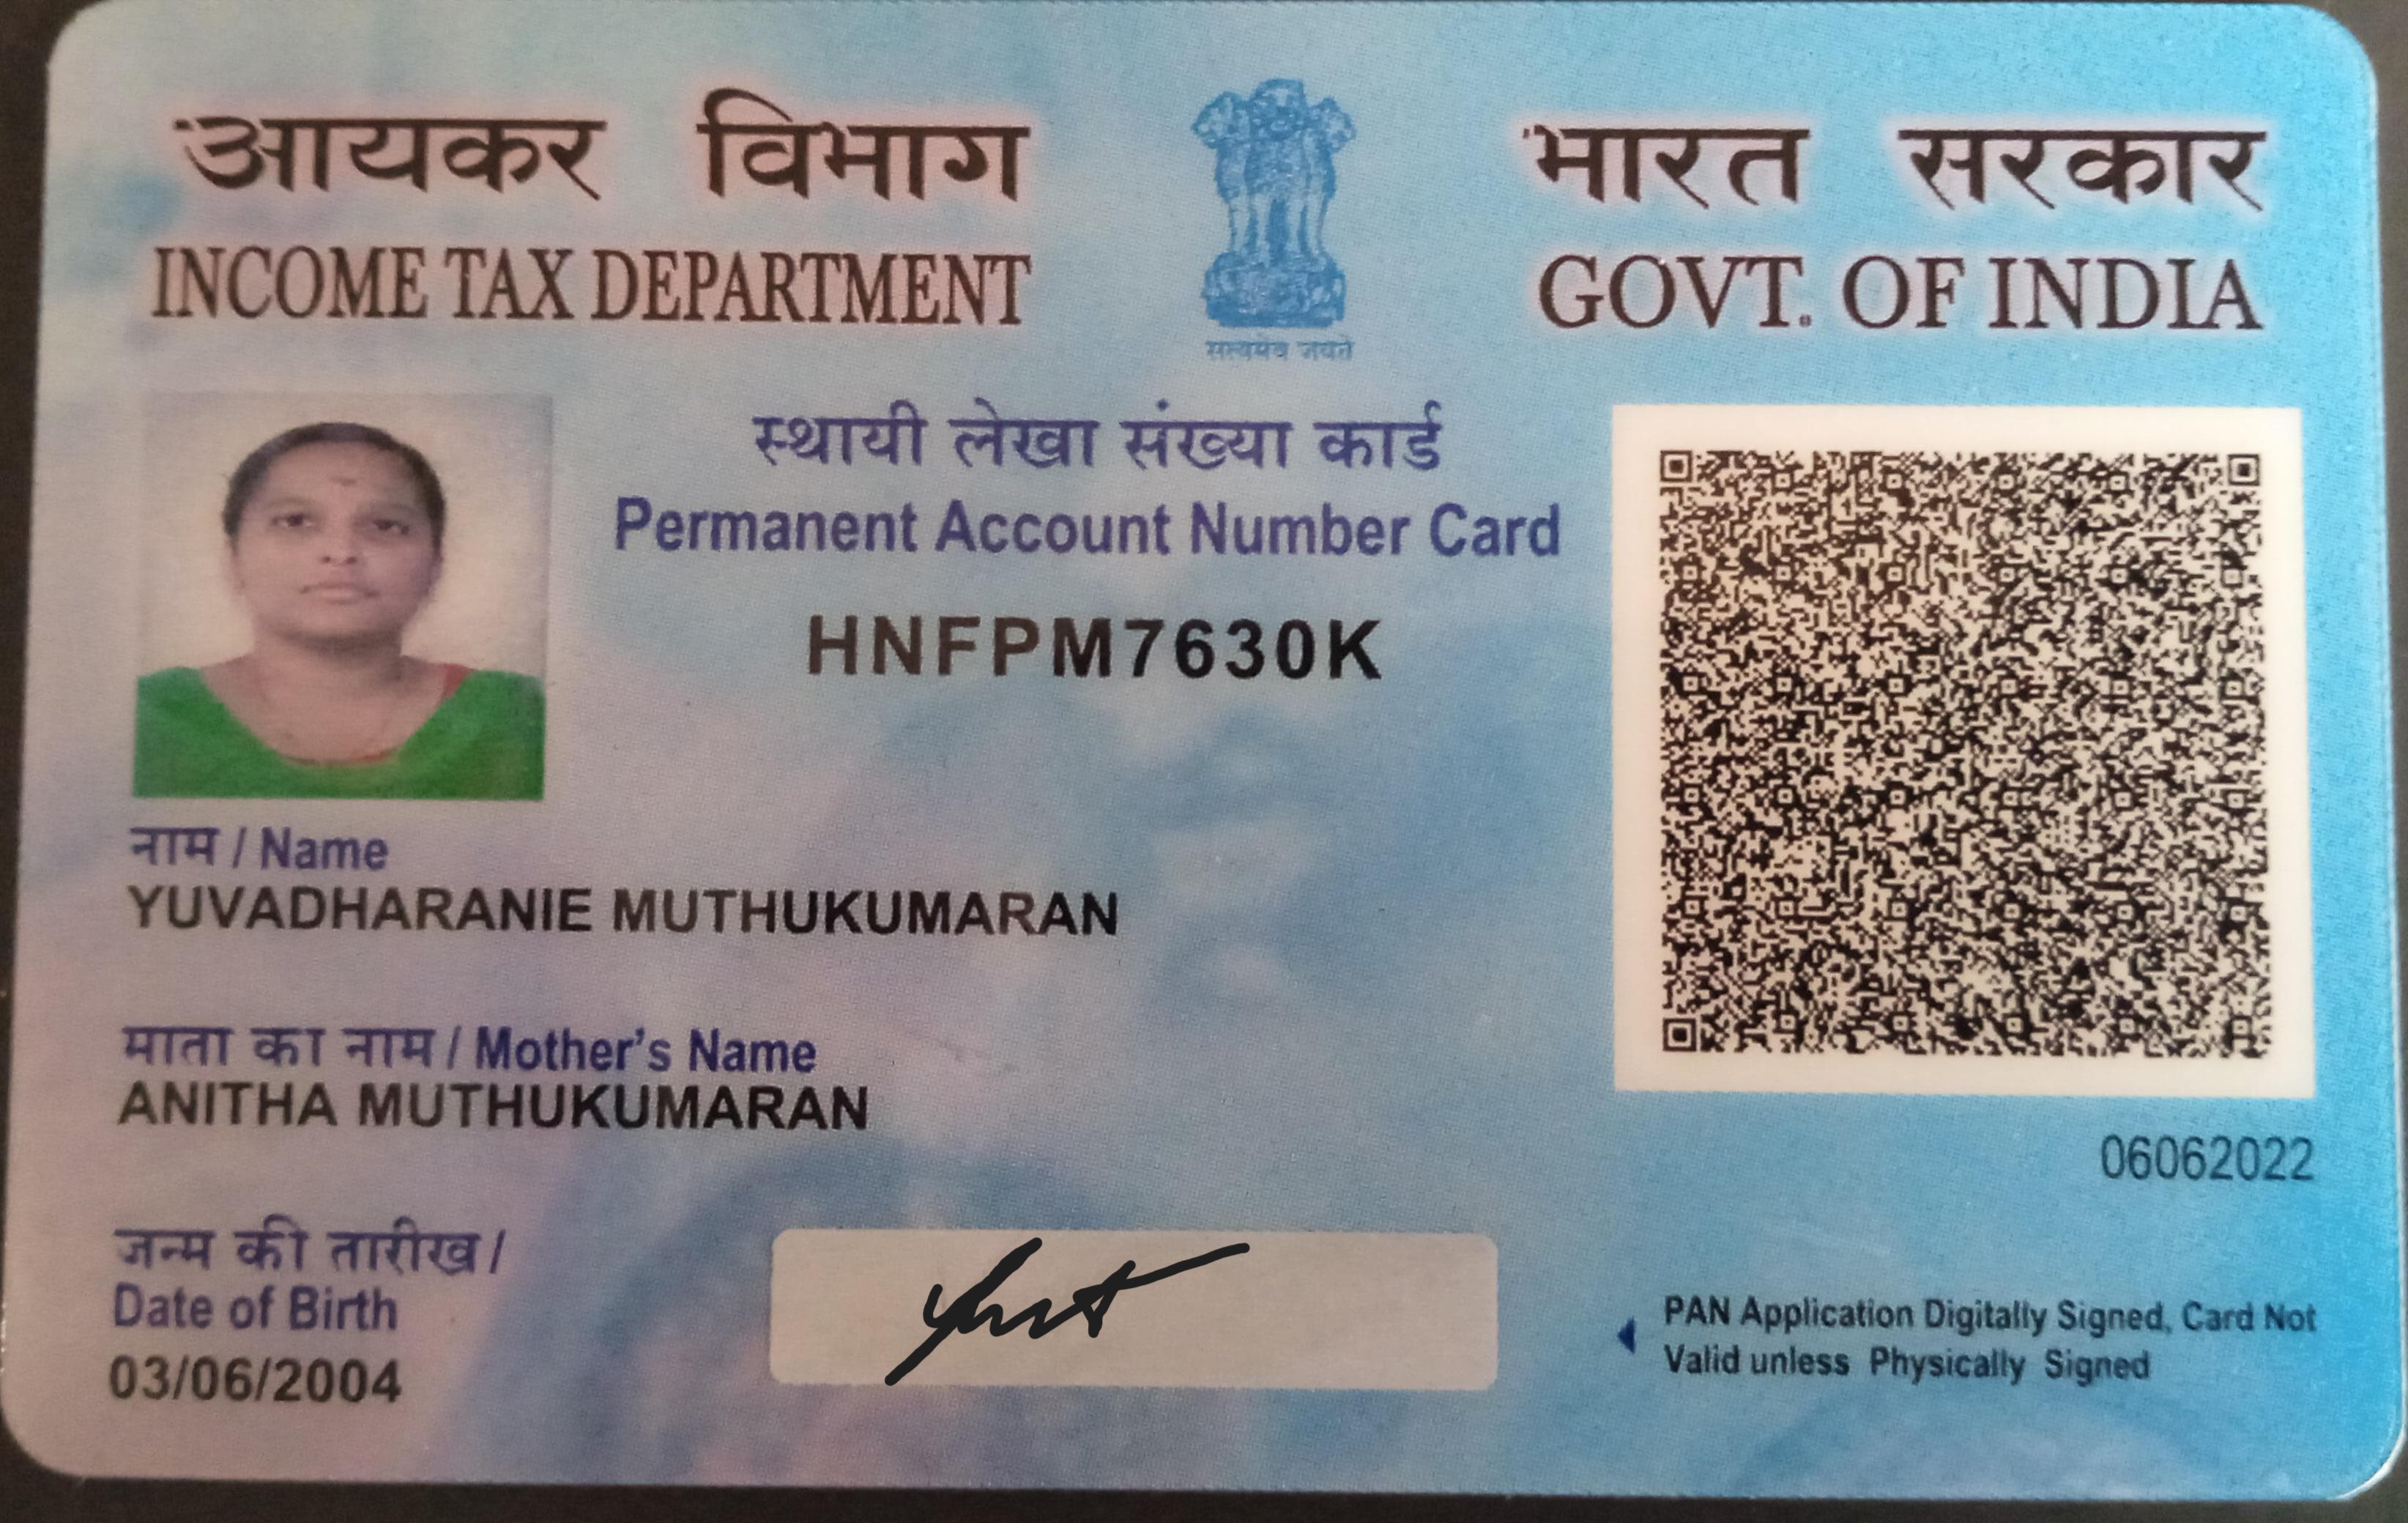 आयकर विभाग
INCOME TAX DEPARTMENT
सत्यमेव जयते
भारत सरकार
GOVT. OF INDIA
स्थायी लेखा संख्या कार्ड
Permanent Account Number Card
HNFPM7630K
नाम / Name
YUVADHARANIE MUTHUKUMARAN
माता का नाम / Mother's Name
ANITHA MUTHUKUMARAN
06062022
जन्म की तारीख /
Date of Birth
03/06/2004
PAN Application Digitally Signed, Card Not
Valid unless Physically Signed